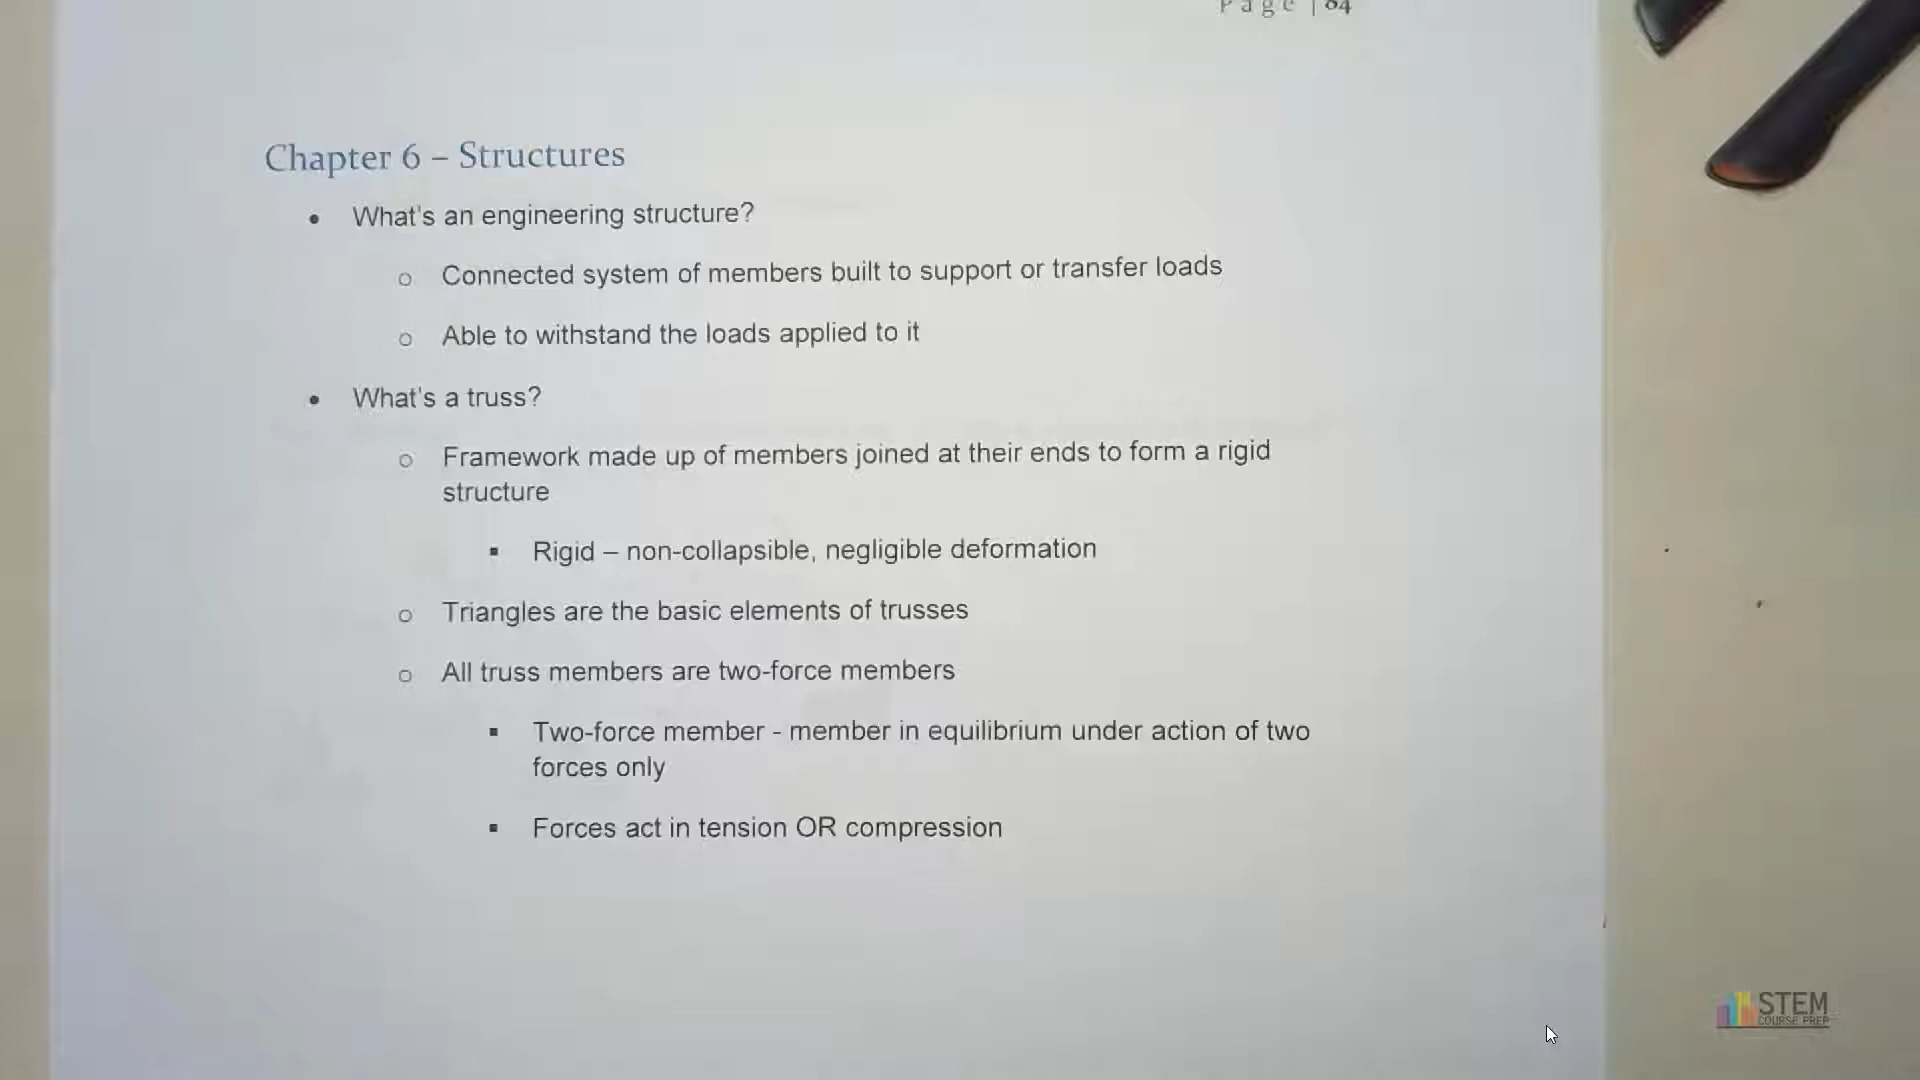 Page | 64
Chapter 6 – Structures
• What's an engineering structure?
o Connected system of members built to support or transfer loads
o Able to withstand the loads applied to it
• What's a truss?
o Framework made up of members joined at their ends to form a rigid
structure
▪ Rigid – non-collapsible, negligible deformation
o Triangles are the basic elements of trusses
o All truss members are two-force members
▪ Two-force member - member in equilibrium under action of two
forces only
▪ Forces act in tension OR compression
STEM
COURSE PREP